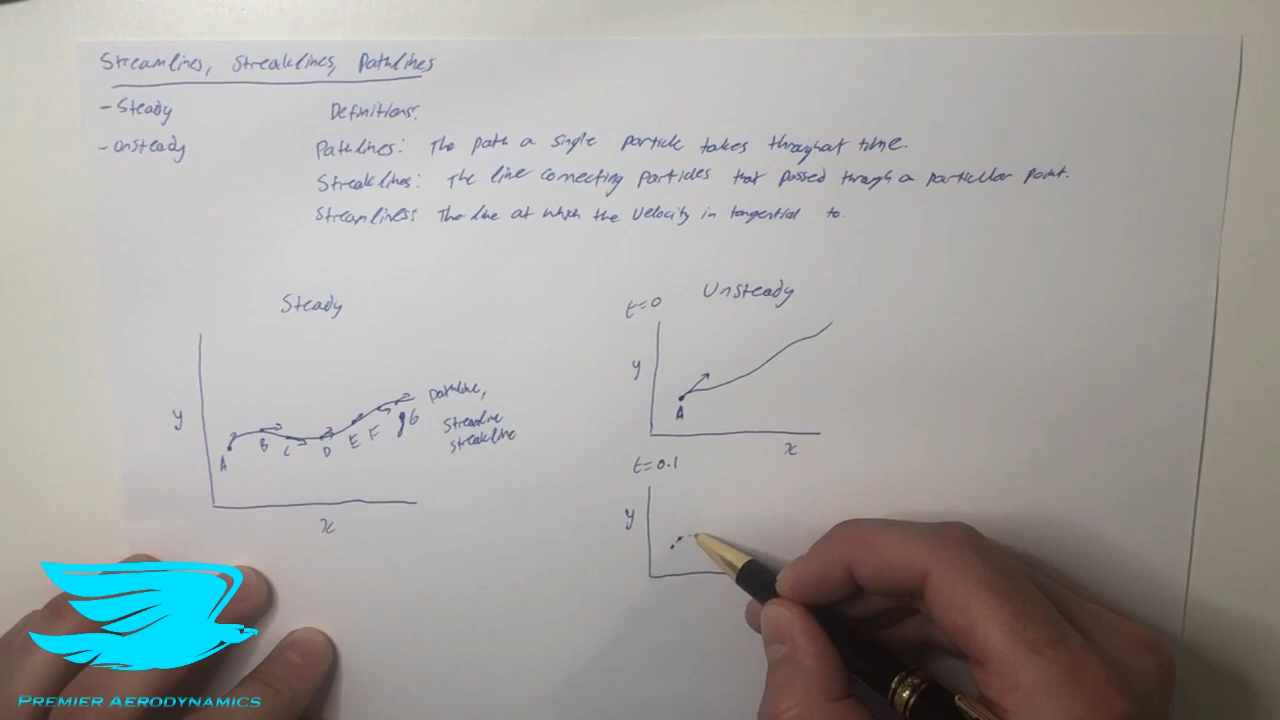 Streamlines, Streaklines, Pathlines
- Steady
- Unsteady
Definitions:
Pathlines: The path a single particle takes throughout time.
Streaklines: The line connecting particles that passed through a particular point.
Streamlines: The line at which the velocity in tangential to.
Steady
y
A B C D E F G
Pathline,
Streamline
streakline
x
t=0
Unsteady
y
A
x
t=0.1
y
PREMIER AERODYNAMICS